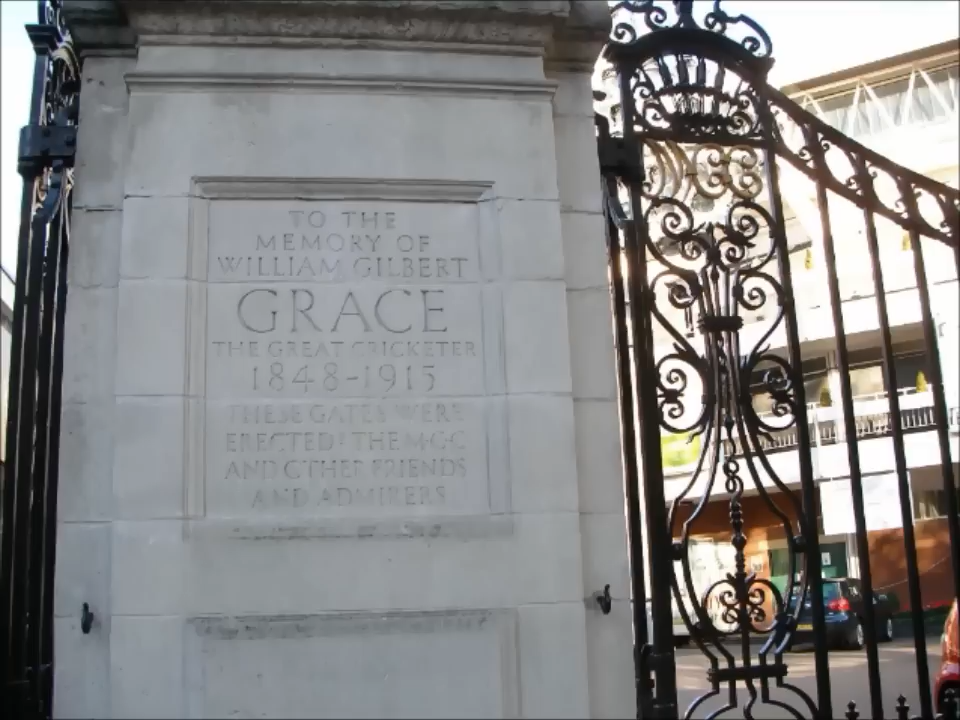 TO THE
MEMORY OF
WILLIAM GILBERT
GRACE
THE GREAT CRICKETER
1848-1915
THESE GATES WERE
ERECTED: THE M·C·C
AND OTHER FRIENDS
AND ADMIRERS